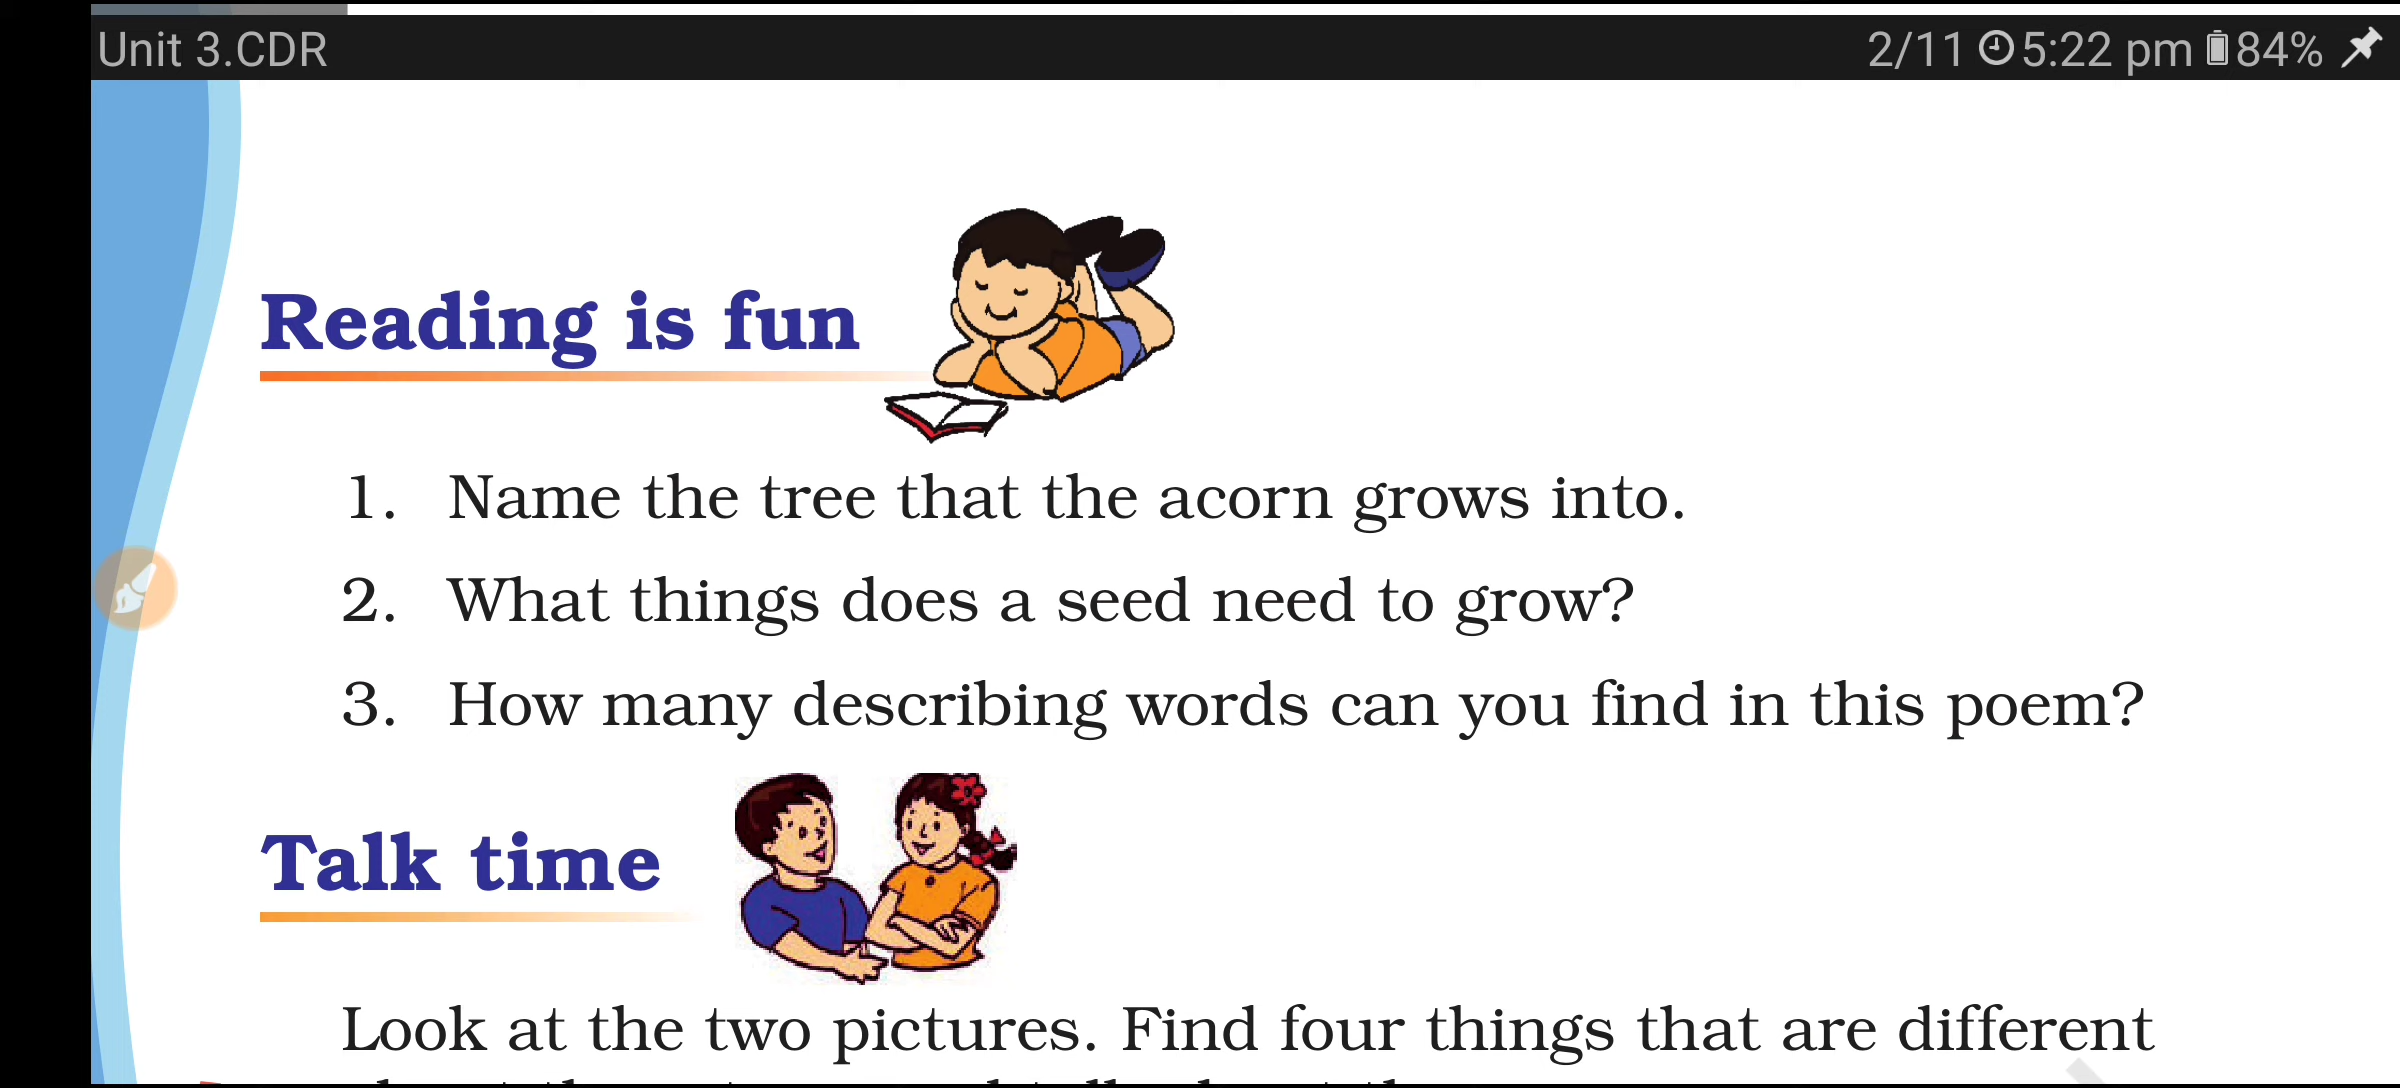 Unit 3.CDR
2/11 5:22 pm 84%
Reading is fun
1. Name the tree that the acorn grows into.
2. What things does a seed need to grow?
3. How many describing words can you find in this poem?
Talk time
Look at the two pictures. Find four things that are different